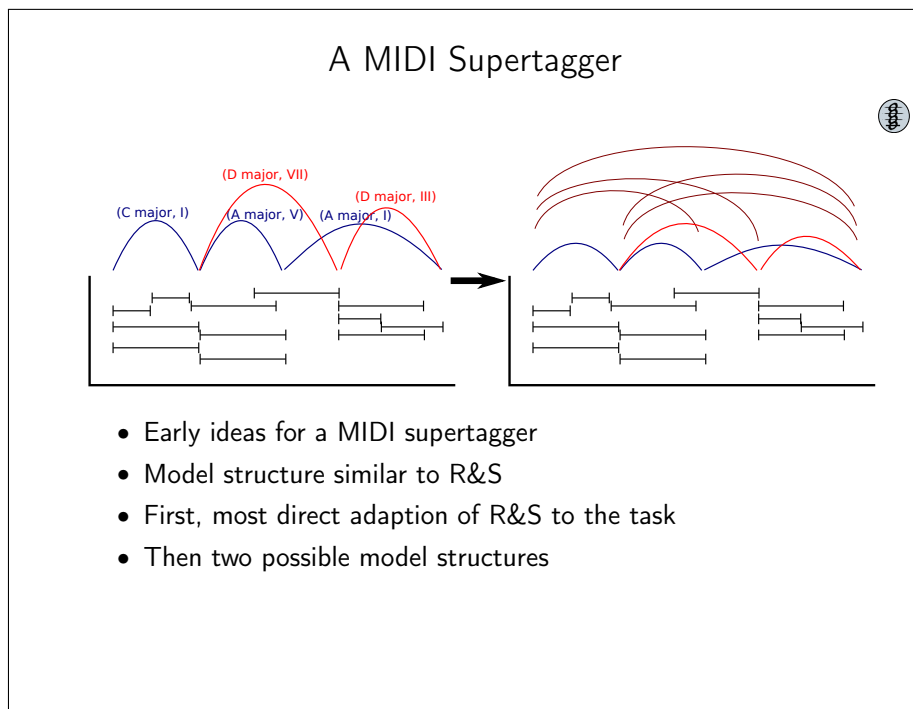 A MIDI Supertagger
(D major, VII)
(D major, III)
(C major, I)
(A major, V)
(A major, I)
• Early ideas for a MIDI supertagger
• Model structure similar to R&S
• First, most direct adaption of R&S to the task
• Then two possible model structures